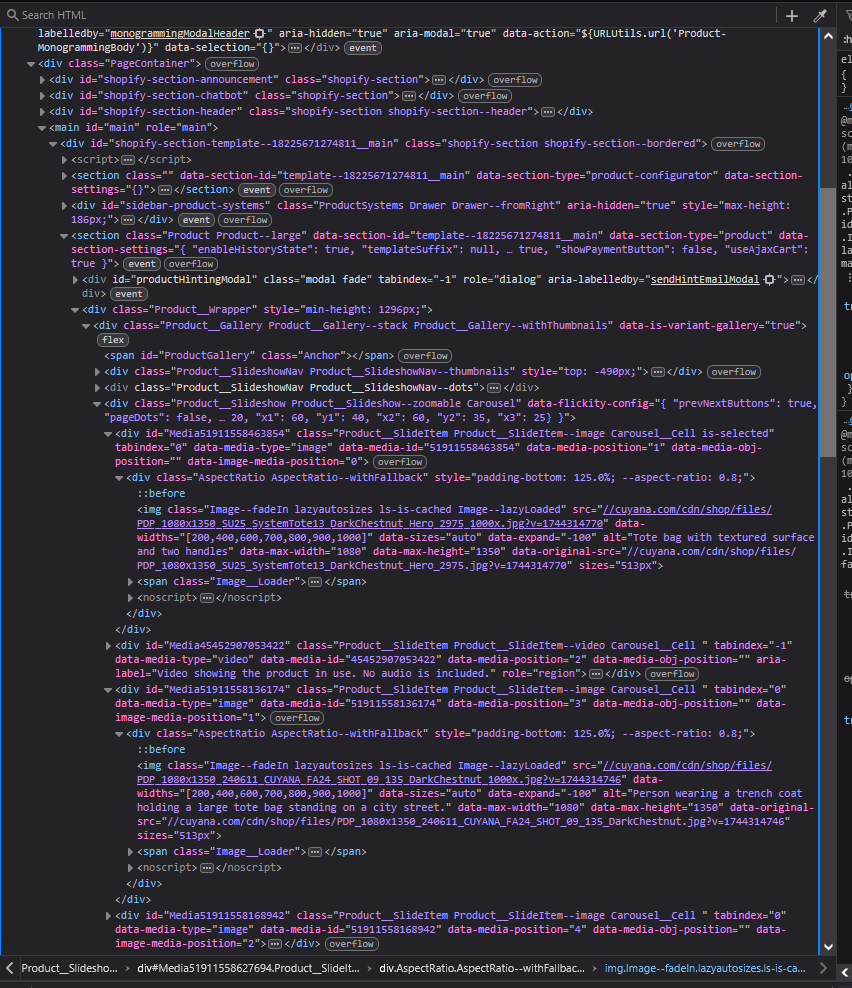 Search HTML
labelledby="monogrammingModalHeader" aria-hidden="true" aria-modal="true" data-action="${URLUtils.url('Product-
MonogrammingBody')}" data-selection="{}"> </div> event
<div class="PageContainer"> overflow
<div id="shopify-section-announcement" class="shopify-section"> </div> overflow
<div id="shopify-section-chatbot" class="shopify-section"> </div> overflow
<div id="shopify-section-header" class="shopify-section shopify-section--header"> </div>
<main id="main" role="main">
<div id="shopify-section-template--18225671274811__main" class="shopify-section shopify-section--bordered"> overflow
<script> </script>
<section class="" data-section-id="template--18225671274811__main" data-section-type="product-configurator" data-section-
settings="{}"> </section> event overflow
<div id="sidebar-product-systems" class="ProductSystems Drawer Drawer--fromRight" aria-hidden="true" style="max-height:
186px;"> </div> event overflow
<section class="Product Product--large" data-section-id="template--18225671274811__main" data-section-type="product" data-
section-settings="{ "enableHistoryState": true, "templateSuffix": null, … true, "showPaymentButton": false, "useAjaxCart":
true }"> event overflow
<div id="productHintingModal" class="modal fade" tabindex="-1" role="dialog" aria-labelledby="sendHintEmailModal"> </
div> event
<div class="Product__Wrapper" style="min-height: 1296px;">
<div class="Product__Gallery Product__Gallery--stack Product__Gallery--withThumbnails" data-is-variant-gallery="true">
flex
<span id="ProductGallery" class="Anchor"></span> overflow
<div class="Product__SlideshowNav Product__SlideshowNav--thumbnails" style="top: -490px;"> </div> overflow
<div class="Product__SlideshowNav Product__SlideshowNav--dots"> </div>
<div class="Product__Slideshow Product__Slideshow--zoomable Carousel" data-flickity-config="{ "prevNextButtons": true,
"pageDots": false, … 20, "x1": 60, "y1": 40, "x2": 60, "y2": 35, "x3": 25} }">
<div id="Media51911558463854" class="Product__SlideItem Product__SlideItem--image Carousel__Cell is-selected"
tabindex="0" data-media-type="image" data-media-id="51911558463854" data-media-position="1" data-media-obj-
position="" data-image-media-position="0"> overflow
<div class="AspectRatio AspectRatio--withFallback" style="padding-bottom: 125.0%; --aspect-ratio: 0.8;">
::before
<img class="Image--fadeIn lazyautosizes ls-is-cached Image--lazyLoaded" src="//cuyana.com/cdn/shop/files/
PDP_1080x1350_SU25_SystemTote13_DarkChestnut_Hero_2975_1000x.jpg?v=1744314770" data-
widths="[200,400,600,700,800,900,1000]" data-sizes="auto" data-expand="-100" alt="Tote bag with textured surface
and two handles" data-max-width="1080" data-max-height="1350" data-original-src="//cuyana.com/cdn/shop/files/
PDP_1080x1350_SU25_SystemTote13_DarkChestnut_Hero_2975.jpg?v=1744314770" sizes="513px">
<span class="Image__Loader"> </span>
<noscript> </noscript>
</div>
</div>
<div id="Media45452907053422" class="Product__SlideItem Product__SlideItem--video Carousel__Cell " tabindex="-1"
data-media-type="video" data-media-id="45452907053422" data-media-position="2" data-media-obj-position="" aria-
label="Video showing the product in use. No audio is included." role="region"> </div> overflow
<div id="Media51911558136174" class="Product__SlideItem Product__SlideItem--image Carousel__Cell " tabindex="0"
data-media-type="image" data-media-id="51911558136174" data-media-position="3" data-media-obj-position="" data-
image-media-position="1"> overflow
<div class="AspectRatio AspectRatio--withFallback" style="padding-bottom: 125.0%; --aspect-ratio: 0.8;">
::before
<img class="Image--fadeIn lazyautosizes ls-is-cached Image--lazyLoaded" src="//cuyana.com/cdn/shop/files/
PDP_1080x1350_240611_CUYANA_FA24_SHOT_09_135_DarkChestnut_1000x.jpg?v=1744314746" data-
widths="[200,400,600,700,800,900,1000]" data-sizes="auto" data-expand="-100" alt="Person wearing a trench coat
holding a large tote bag standing on a city street." data-max-width="1080" data-max-height="1350" data-original-
src="//cuyana.com/cdn/shop/files/PDP_1080x1350_240611_CUYANA_FA24_SHOT_09_135_DarkChestnut.jpg?v=1744314746"
sizes="513px">
<span class="Image__Loader"> </span>
<noscript> </noscript>
</div>
</div>
<div id="Media51911558168942" class="Product__SlideItem Product__SlideItem--image Carousel__Cell " tabindex="0"
data-media-type="image" data-media-id="51911558168942" data-media-position="4" data-media-obj-position="" data-
image-media-position="2"> </div> overflow
Product__Slidesho… div#Media51911558627694.Product__SlideIt… div.AspectRatio.AspectRatio--withFallbac… img.Image--fadeIn.lazyautosizes.ls-is-ca…